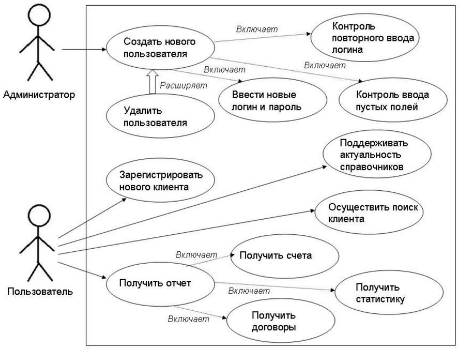 Администратор
Создать нового
пользователя
Включает
Контроль
повторного ввода
логина
Включает
Включает
Расширяет
Удалить
пользователя
Ввести новые
логин и пароль
Контроль ввода
пустых полей
Поддерживать
актуальность
справочников
Зарегистрировать
нового клиента
Осуществить поиск
клиента
Пользователь
Получить отчет
Включает
Получить счета
Включает
Получить
статистику
Включает
Получить
договоры